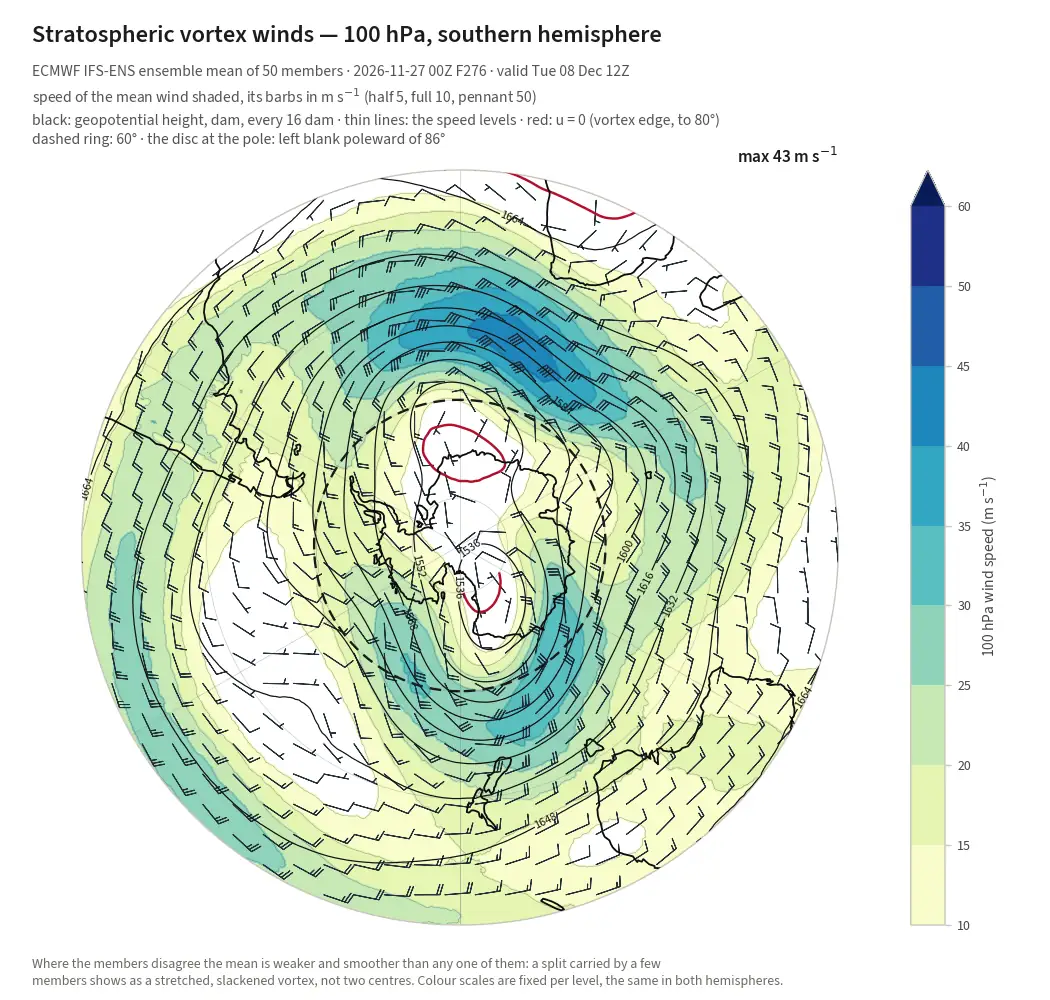 Stratospheric vortex winds — 100 hPa, southern hemisphere
ECMWF IFS-ENS ensemble mean of 50 members · 2026-11-27 00Z F276 · valid Tue 08 Dec 12Z
speed of the mean wind shaded, its barbs in m s⁻¹ (half 5, full 10, pennant 50)
black: geopotential height, dam, every 16 dam · thin lines: the speed levels · red: u = 0 (vortex edge, to 80°)
dashed ring: 60° · the disc at the pole: left blank poleward of 86°
max 43 m s⁻¹
1664
1664
1536
1536
1552
1600
1616
1632
1664
1648
60
50
45
40
35
30
25
20
15
10
100 hPa wind speed (m s⁻¹)
Where the members disagree the mean is weaker and smoother than any one of them: a split carried by a few
members shows as a stretched, slackened vortex, not two centres. Colour scales are fixed per level, the same in both hemispheres.